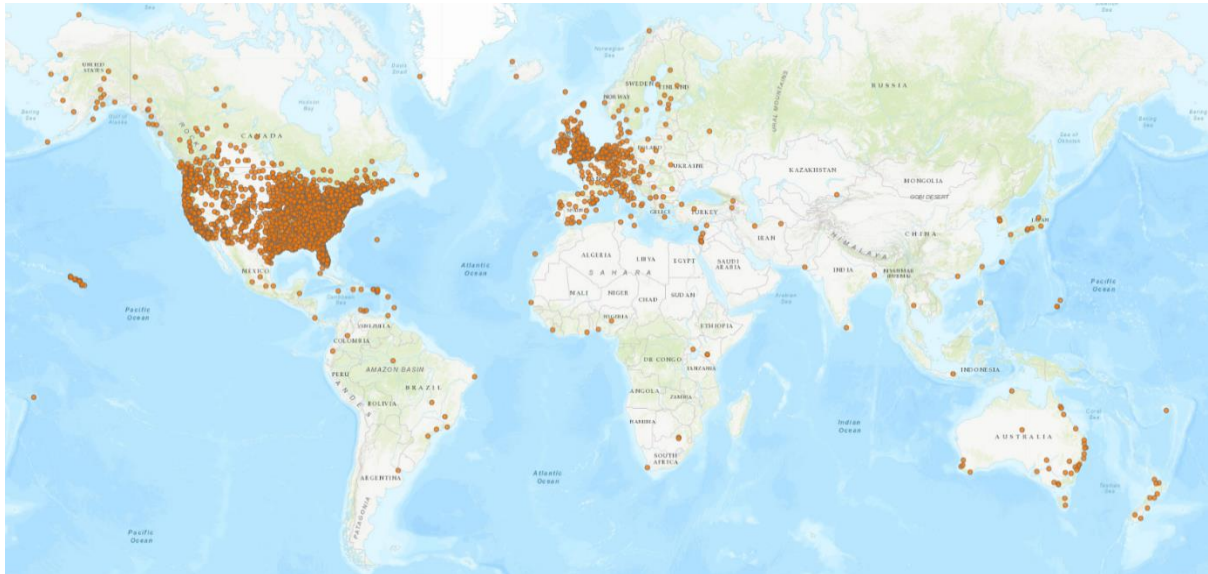 Norwegian
Sea
UNITED
STATES
Davis
Strait
SWEDEN
FINLAND
NORWAY
RUSSIA
URAL MOUNTAINS
Bering
Sea
Gulf of
Alaska
Hudson
Bay
CANADA
Sea of
Okhotsk
POLAND
UKRAINE
KAZAKHSTAN
MONGOLIA
GOBI DESERT
SPAIN
GREECE
TURKEY
CHINA
JAPAN
IRAN
HIMALAYA
ALGERIA
LIBYA
EGYPT
SAUDI
ARABIA
Atlantic
Ocean
SAHARA
MEXICO
INDIA
Pacific
Ocean
MALI
NIGER
CHAD
SUDAN
Arabian
Sea
Caribbean
Sea
Pacific
Ocean
NIGERIA
ETHIOPIA
VENEZUELA
COLOMBIA
DR CONGO
TANZANIA
AMAZON BASIN
PERU
BRAZIL
INDONESIA
ANGOLA
ZAMBIA
BOLIVIA
ANDES
NAMIBIA
Coral
Sea
Indian
Ocean
AUSTRALIA
SOUTH
AFRICA
ARGENTINA
Atlantic
Ocean
Tasman
Sea
PATAGONIA
Pacific
Ocean